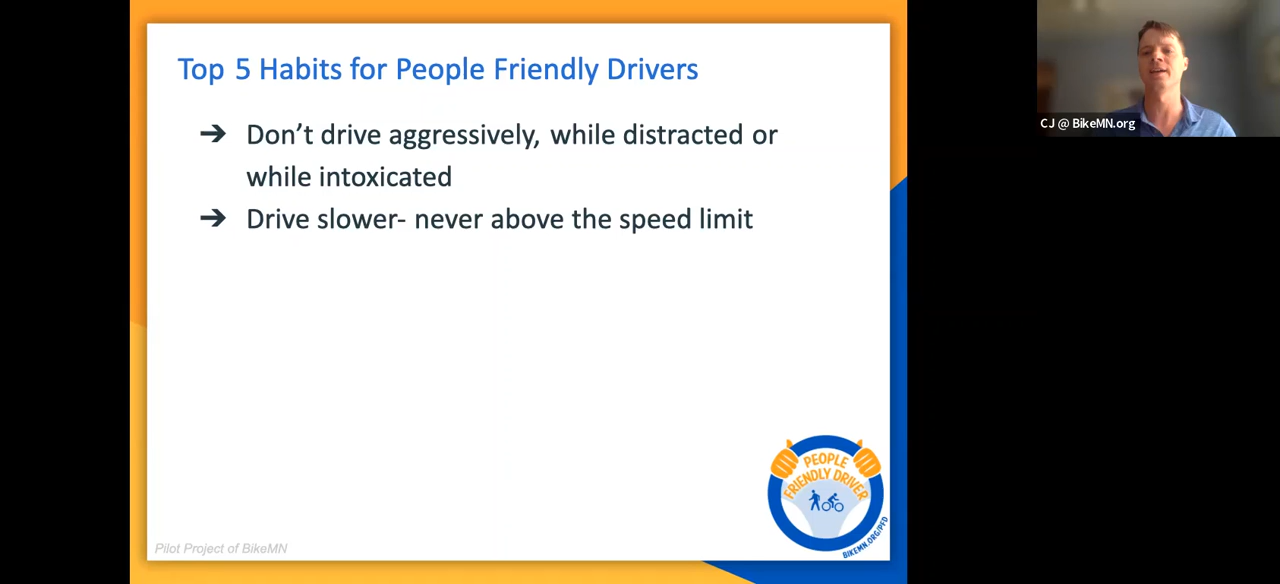 Top 5 Habits for People Friendly Drivers
➔ Don't drive aggressively, while distracted or
while intoxicated
➔ Drive slower- never above the speed limit
PEOPLE
FRIENDLY DRIVER
BIKEMN.ORG/PFD
Pilot Project of BikeMN
CJ @ BikeMN.org